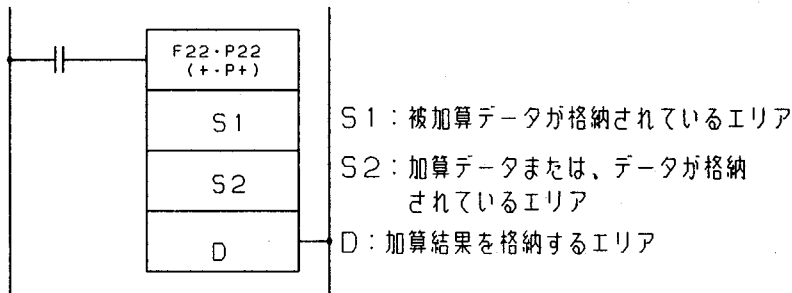 F22・P22
(+・P+)
S1
S2
D
S1：被加算データが格納されているエリア
S2：加算データまたは、データが格納
されているエリア
D：加算結果を格納するエリア